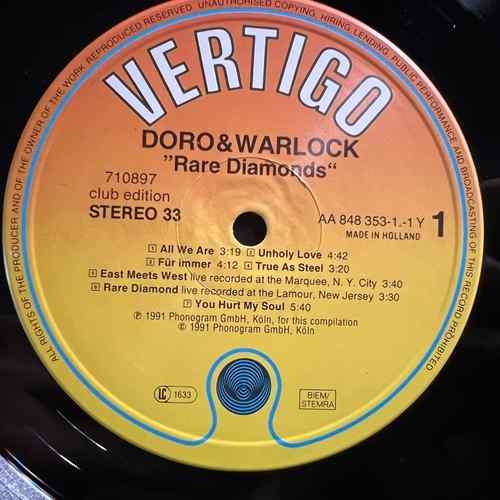 ALL RIGHTS OF THE PRODUCER AND OF THE OWNER OF THE WORK REPRODUCED RESERVED UNAUTHORISED COPYING, HIRING, LENDING, PUBLIC PERFORMANCE AND BROADCASTING OF THIS RECORD PROHIBITED
VERTIGO
DORO&WARLOCK
"Rare Diamonds"
710897
club edition
STEREO 33
AA 848 353-1.-1 Y 1
MADE IN HOLLAND
1 All We Are 3:19 2 Unholy Love 4:42
3 Für immer 4:12 4 True As Steel 3:20
5 East Meets West live recorded at the Marquee, N. Y. City 3:40
6 Rare Diamond live recorded at the Lamour, New Jersey 3:30
7 You Hurt My Soul 5:40
℗ 1991 Phonogram GmbH, Köln, for this compilation
© 1991 Phonogram GmbH, Köln
LC 1633
BIEM/
STEMRA